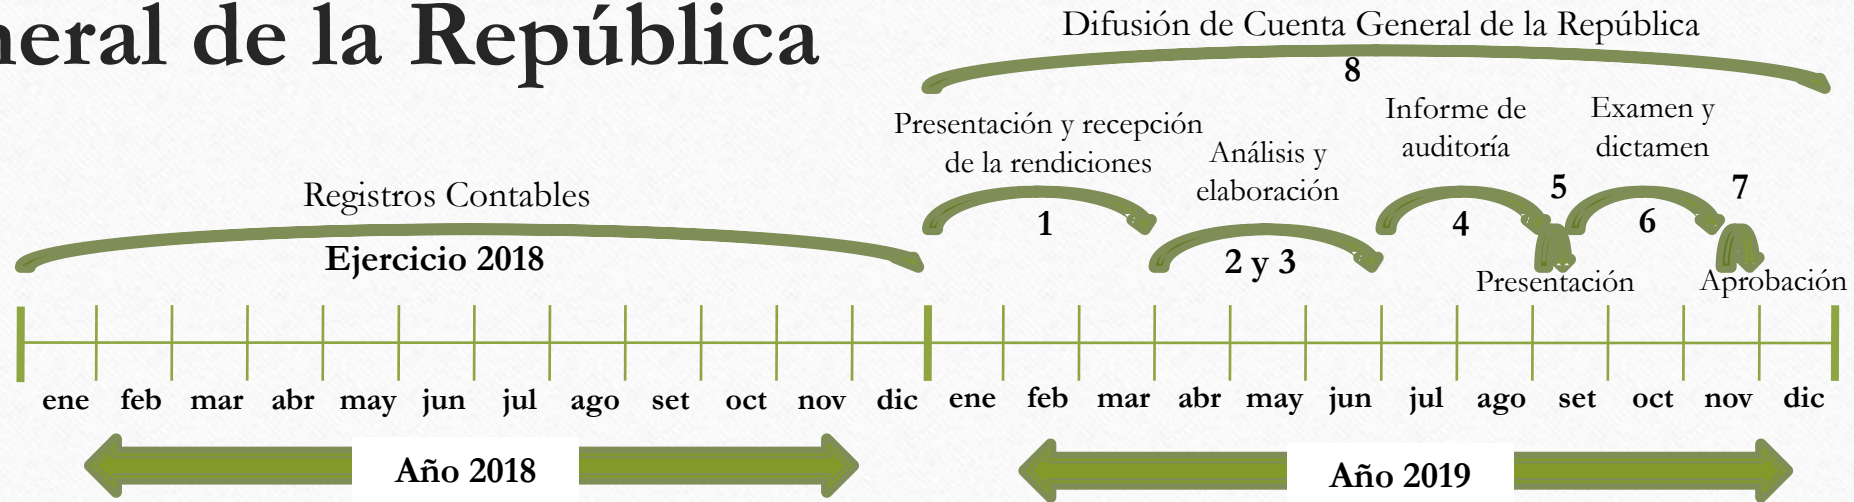 neral de la República
Difusión de Cuenta General de la República
8
Presentación y recepción
de la rendiciones
1
Análisis y
elaboración
2 y 3
Informe de
auditoría
4
5
Presentación
Examen y
dictamen
6
7
Aprobación
Registros Contables
Ejercicio 2018
ene feb mar abr may jun jul ago set oct nov dic ene feb mar abr may jun jul ago set oct nov dic
Año 2018
Año 2019